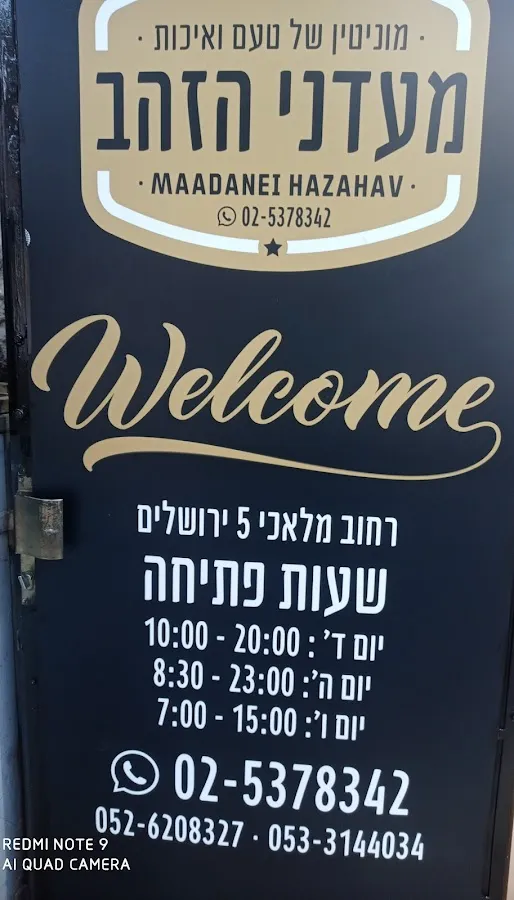 · מוניטין של טעם ואיכות ·
מעדני הזהב
· MAADANEI HAZAHAV ·
02-5378342
Welcome
רחוב מלאכי 5 ירושלים
שעות פתיחה
יום ד': 20:00 - 10:00
יום ה': 23:00 - 8:30
יום ו': 15:00 - 7:00
02-5378342
052-6208327 · 053-3144034
REDMI NOTE 9
AI QUAD CAMERA